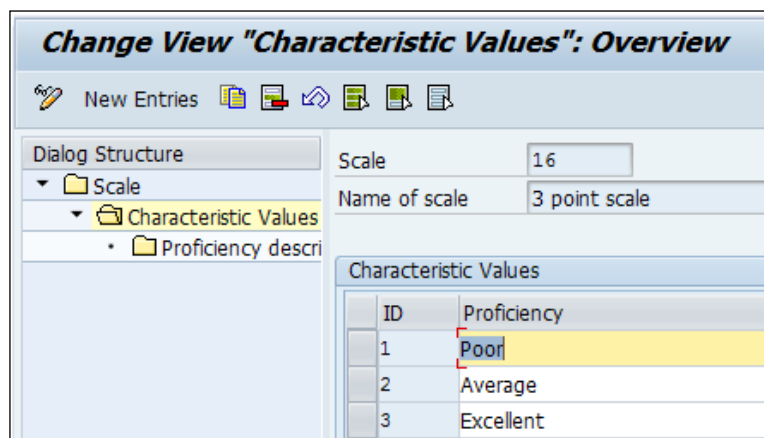 Change View "Characteristic Values": Overview
New Entries
Dialog Structure
Scale
Characteristic Values
Proficiency descri
Scale 16
Name of scale 3 point scale
Characteristic Values
ID Proficiency
1 Poor
2 Average
3 Excellent